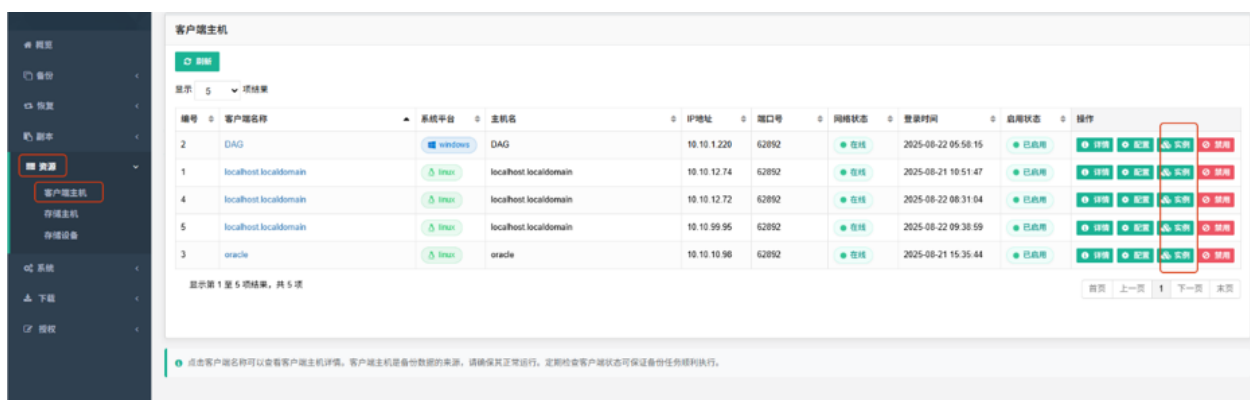 概览
备份
恢复
副本
资源
客户端主机
存储主机
存储设备
系统
下载
授权
客户端主机
刷新
显示 5 项结果
编号 客户端名称 系统平台 主机名 IP地址 端口号 网络状态 登录时间 启用状态 操作
2 DAG windows DAG 10.10.1.220 62892 在线 2025-08-22 05:58:15 已启用 详情 配置 实例 禁用
1 localhost.localdomain linux localhost.localdomain 10.10.12.74 62892 在线 2025-08-21 10:51:47 已启用 详情 配置 实例 禁用
4 localhost.localdomain linux localhost.localdomain 10.10.12.72 62892 在线 2025-08-22 08:31:04 已启用 详情 配置 实例 禁用
5 localhost.localdomain linux localhost.localdomain 10.10.99.95 62892 在线 2025-08-22 09:38:59 已启用 详情 配置 实例 禁用
3 oracle linux oracle 10.10.10.98 62892 在线 2025-08-21 15:35:44 已启用 详情 配置 实例 禁用
显示第 1 至 5 项结果，共 5 项
首页 上一页 1 下一页 末页
点击客户端名称可以查看客户端主机详情。客户端主机是备份数据的来源，请确保其正常运行。定期检查客户端状态可保证备份任务顺利执行。